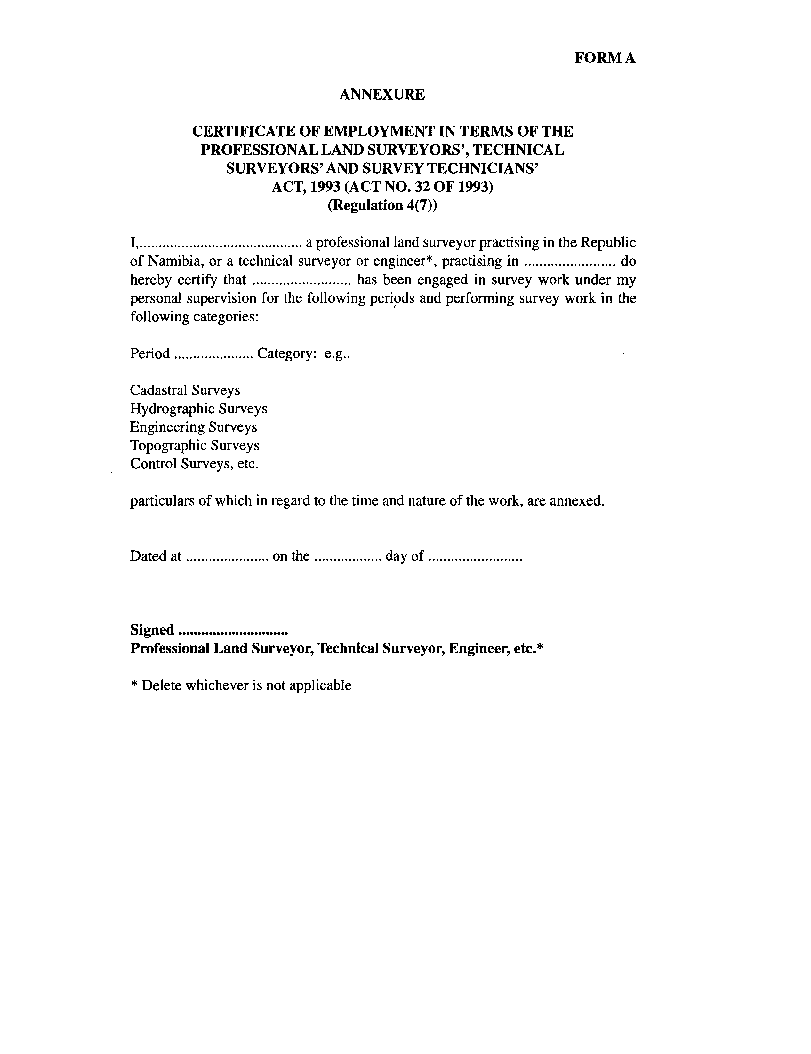 FORM A
ANNEXURE
CERTIFICATE OF EMPLOYMENT IN TERMS OF THE
PROFESSIONAL LAND SURVEYORS', TECHNICAL
SURVEYORS' AND SURVEY TECHNICIANS'
ACT, 1993 (ACT NO. 32 OF 1993)
(Regulation 4(7))
I,.......................................... a professional land surveyor practising in the Republic
of Namibia, or a technical surveyor or engineer*, practising in ........................ do
hereby certify that .......................... has been engaged in survey work under my
personal supervision for the following periods and performing survey work in the
following categories:
Period ..................... Category: e.g..
Cadastral Surveys
Hydrographic Surveys
Engineering Surveys
Topographic Surveys
Control Surveys, etc.
particulars of which in regard to the time and nature of the work, are annexed.
Dated at ...................... on the .................. day of .........................
Signed .............................
Professional Land Surveyor, Technical Surveyor, Engineer, etc.*
* Delete whichever is not applicable